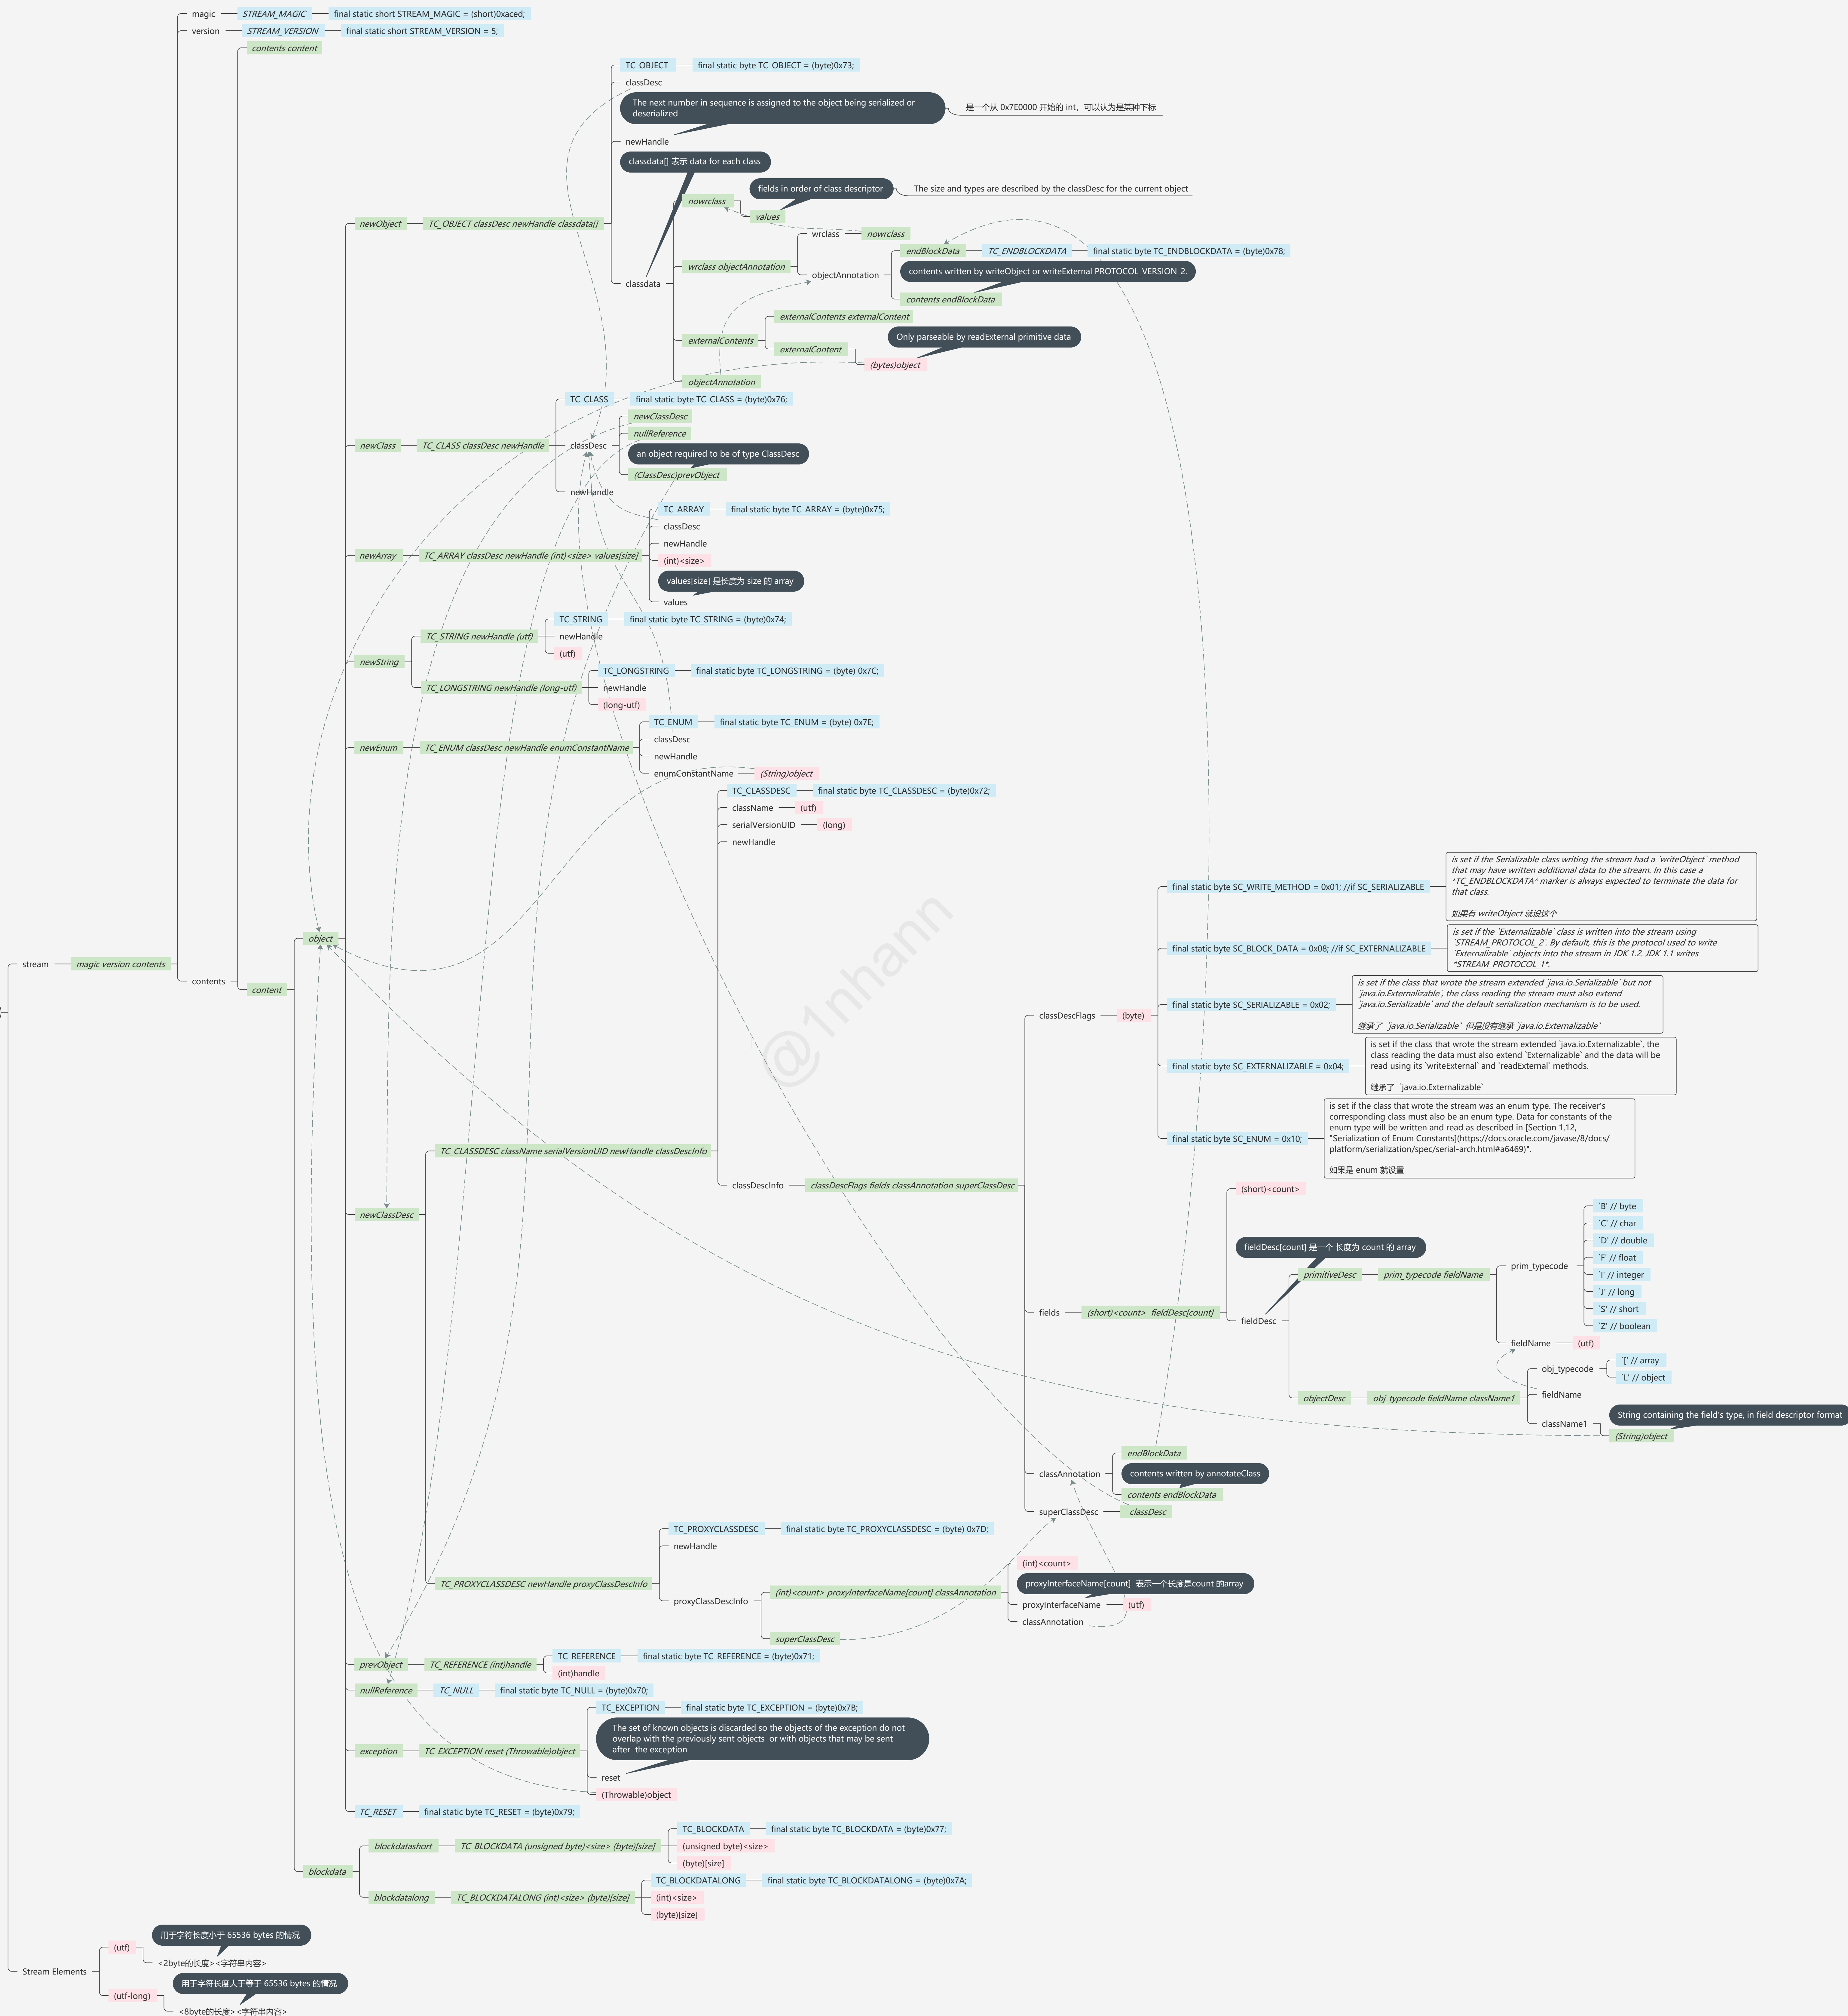 magic
STREAM_MAGIC
final static short STREAM_MAGIC = (short)0xaced;
version
STREAM_VERSION
final static short STREAM_VERSION = 5;
contents content
TC_OBJECT
final static byte TC_OBJECT = (byte)0x73;
classDesc
The next number in sequence is assigned to the object being serialized or
deserialized
是一个从 0x7E0000 开始的 int，可以认为是某种下标
newHandle
classdata[] 表示 data for each class
fields in order of class descriptor
The size and types are described by the classDesc for the current object
nowrclass
values
newObject
TC_OBJECT classDesc newHandle classdata[]
wrclass
nowrclass
endBlockData
TC_ENDBLOCKDATA
final static byte TC_ENDBLOCKDATA = (byte)0x78;
wrclass objectAnnotation
objectAnnotation
contents written by writeObject or writeExternal PROTOCOL_VERSION_2.
classdata
contents endBlockData
externalContents externalContent
externalContents
Only parseable by readExternal primitive data
externalContent
(bytes)object
objectAnnotation
TC_CLASS
final static byte TC_CLASS = (byte)0x76;
newClassDesc
nullReference
newClass
TC_CLASS classDesc newHandle
classDesc
an object required to be of type ClassDesc
(ClassDesc)prevObject
newHandle
TC_ARRAY
final static byte TC_ARRAY = (byte)0x75;
classDesc
newHandle
newArray
TC_ARRAY classDesc newHandle (int)<size> values[size]
(int)<size>
values[size] 是长度为 size 的 array
values
TC_STRING
final static byte TC_STRING = (byte)0x74;
TC_STRING newHandle (utf)
newHandle
(utf)
newString
TC_LONGSTRING
final static byte TC_LONGSTRING = (byte) 0x7C;
TC_LONGSTRING newHandle (long-utf)
newHandle
(long-utf)
TC_ENUM
final static byte TC_ENUM = (byte) 0x7E;
classDesc
newEnum
TC_ENUM classDesc newHandle enumConstantName
newHandle
enumConstantName
(String)object
TC_CLASSDESC
final static byte TC_CLASSDESC = (byte)0x72;
className
(utf)
serialVersionUID
(long)
newHandle
final static byte SC_WRITE_METHOD = 0x01; //if SC_SERIALIZABLE
is set if the Serializable class writing the stream had a `writeObject` method
that may have written additional data to the stream. In this case a
*TC_ENDBLOCKDATA* marker is always expected to terminate the data for
that class.
如果有 writeObject 就设这个
object
final static byte SC_BLOCK_DATA = 0x08; //if SC_EXTERNALIZABLE
is set if the `Externalizable` class is written into the stream using
`STREAM_PROTOCOL_2`. By default, this is the protocol used to write
`Externalizable` objects into the stream in JDK 1.2. JDK 1.1 writes
*STREAM_PROTOCOL_1*.
stream
magic version contents
contents
content
@1nhann
final static byte SC_SERIALIZABLE = 0x02;
is set if the class that wrote the stream extended `java.io.Serializable` but not
`java.io.Externalizable`, the class reading the stream must also extend
`java.io.Serializable` and the default serialization mechanism is to be used.
继承了 `java.io.Serializable` 但是没有继承 `java.io.Externalizable`
classDescFlags
(byte)
final static byte SC_EXTERNALIZABLE = 0x04;
is set if the class that wrote the stream extended `java.io.Externalizable`, the
class reading the data must also extend `Externalizable` and the data will be
read using its `writeExternal` and `readExternal` methods.
继承了 `java.io.Externalizable`
final static byte SC_ENUM = 0x10;
is set if the class that wrote the stream was an enum type. The receiver's
corresponding class must also be an enum type. Data for constants of the
enum type will be written and read as described in [Section 1.12,
"Serialization of Enum Constants](https://docs.oracle.com/javase/8/docs/
platform/serialization/spec/serial-arch.html#a6469)".
如果是 enum 就设置
TC_CLASSDESC className serialVersionUID newHandle classDescInfo
classDescInfo
classDescFlags fields classAnnotation superClassDesc
newClassDesc
(short)<count>
fieldDesc[count] 是一个 长度为 count 的 array
`B' // byte
`C' // char
`D' // double
`F' // float
`I' // integer
`J' // long
`S' // short
`Z' // boolean
primitiveDesc
prim_typecode fieldName
prim_typecode
fields
(short)<count> fieldDesc[count]
fieldDesc
fieldName
(utf)
obj_typecode
`[' // array
`L' // object
objectDesc
obj_typecode fieldName className1
fieldName
className1
String containing the field's type, in field descriptor format
(String)object
endBlockData
classAnnotation
contents written by annotateClass
contents endBlockData
superClassDesc
classDesc
TC_PROXYCLASSDESC
final static byte TC_PROXYCLASSDESC = (byte) 0x7D;
newHandle
TC_PROXYCLASSDESC newHandle proxyClassDescInfo
(int)<count>
proxyInterfaceName[count] 表示一个长度是count 的array
(int)<count> proxyInterfaceName[count] classAnnotation
proxyClassDescInfo
proxyInterfaceName
(utf)
classAnnotation
superClassDesc
prevObject
TC_REFERENCE (int)handle
TC_REFERENCE
final static byte TC_REFERENCE = (byte)0x71;
(int)handle
nullReference
TC_NULL
final static byte TC_NULL = (byte)0x70;
TC_EXCEPTION
final static byte TC_EXCEPTION = (byte)0x7B;
The set of known objects is discarded so the objects of the exception do not
overlap with the previously sent objects or with objects that may be sent
after the exception
exception
TC_EXCEPTION reset (Throwable)object
reset
(Throwable)object
TC_RESET
final static byte TC_RESET = (byte)0x79;
TC_BLOCKDATA
final static byte TC_BLOCKDATA = (byte)0x77;
blockdatashort
TC_BLOCKDATA (unsigned byte)<size> (byte)[size]
(unsigned byte)<size>
(byte)[size]
blockdata
TC_BLOCKDATALONG
final static byte TC_BLOCKDATALONG = (byte)0x7A;
blockdatalong
TC_BLOCKDATALONG (int)<size> (byte)[size]
(int)<size>
(byte)[size]
用于字符长度小于 65536 bytes 的情况
(utf)
<2byte的长度><字符串内容>
Stream Elements
用于字符长度大于等于 65536 bytes 的情况
(utf-long)
<8byte的长度><字符串内容>